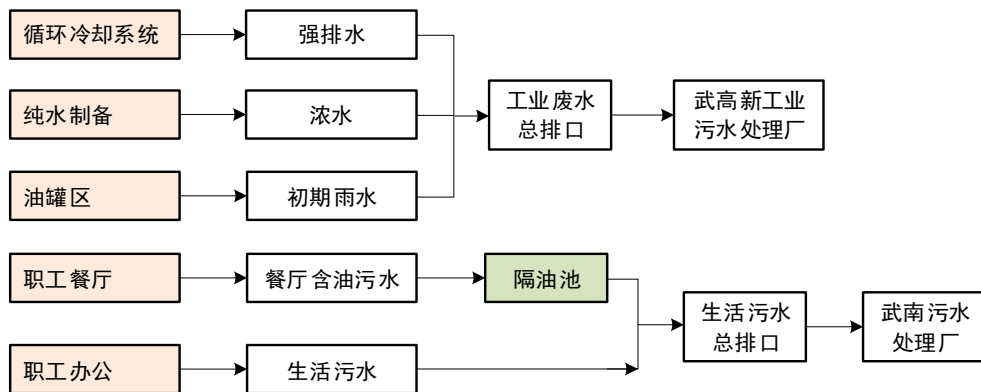 循环冷却系统
强排水
纯水制备
浓水
工业废水
总排口
武高新工业
污水处理厂
油罐区
初期雨水
职工餐厅
餐厅含油污水
隔油池
生活污水
总排口
武南污水
处理厂
职工办公
生活污水